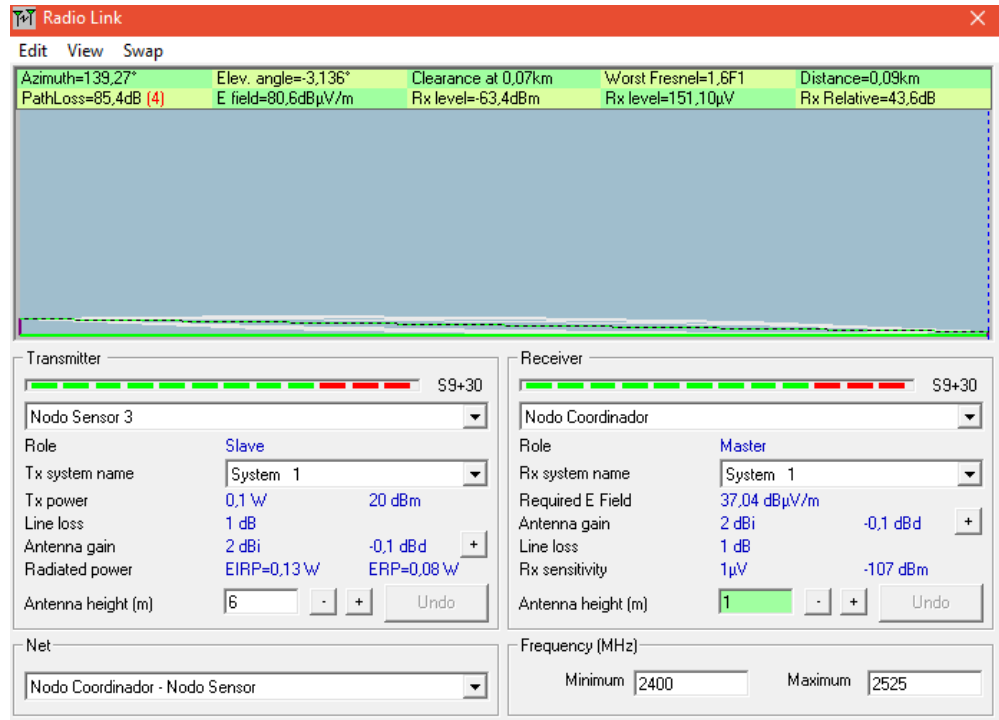 Radio Link
Edit View Swap
Azimuth=139,27° Elev. angle=-3,136° Clearance at 0,07km Worst Fresnel=1,6F1 Distance=0,09km
PathLoss=85,4dB (4) E field=80,6dBµV/m Rx level=-63,4dBm Rx level=151,10µV Rx Relative=43,6dB
Transmitter
S9+30
Nodo Sensor 3
Role Slave
Tx system name System 1
Tx power 0,1 W 20 dBm
Line loss 1 dB
Antenna gain 2 dBi -0,1 dBd +
Radiated power EIRP=0,13 W ERP=0,08 W
Antenna height (m) 6 - + Undo
Net
Nodo Coordinador - Nodo Sensor
Receiver
S9+30
Nodo Coordinador
Role Master
Rx system name System 1
Required E Field 37,04 dBµV/m
Antenna gain 2 dBi -0,1 dBd +
Line loss 1 dB
Rx sensitivity 1µV -107 dBm
Antenna height (m) 1 - + Undo
Frequency (MHz)
Minimum 2400 Maximum 2525